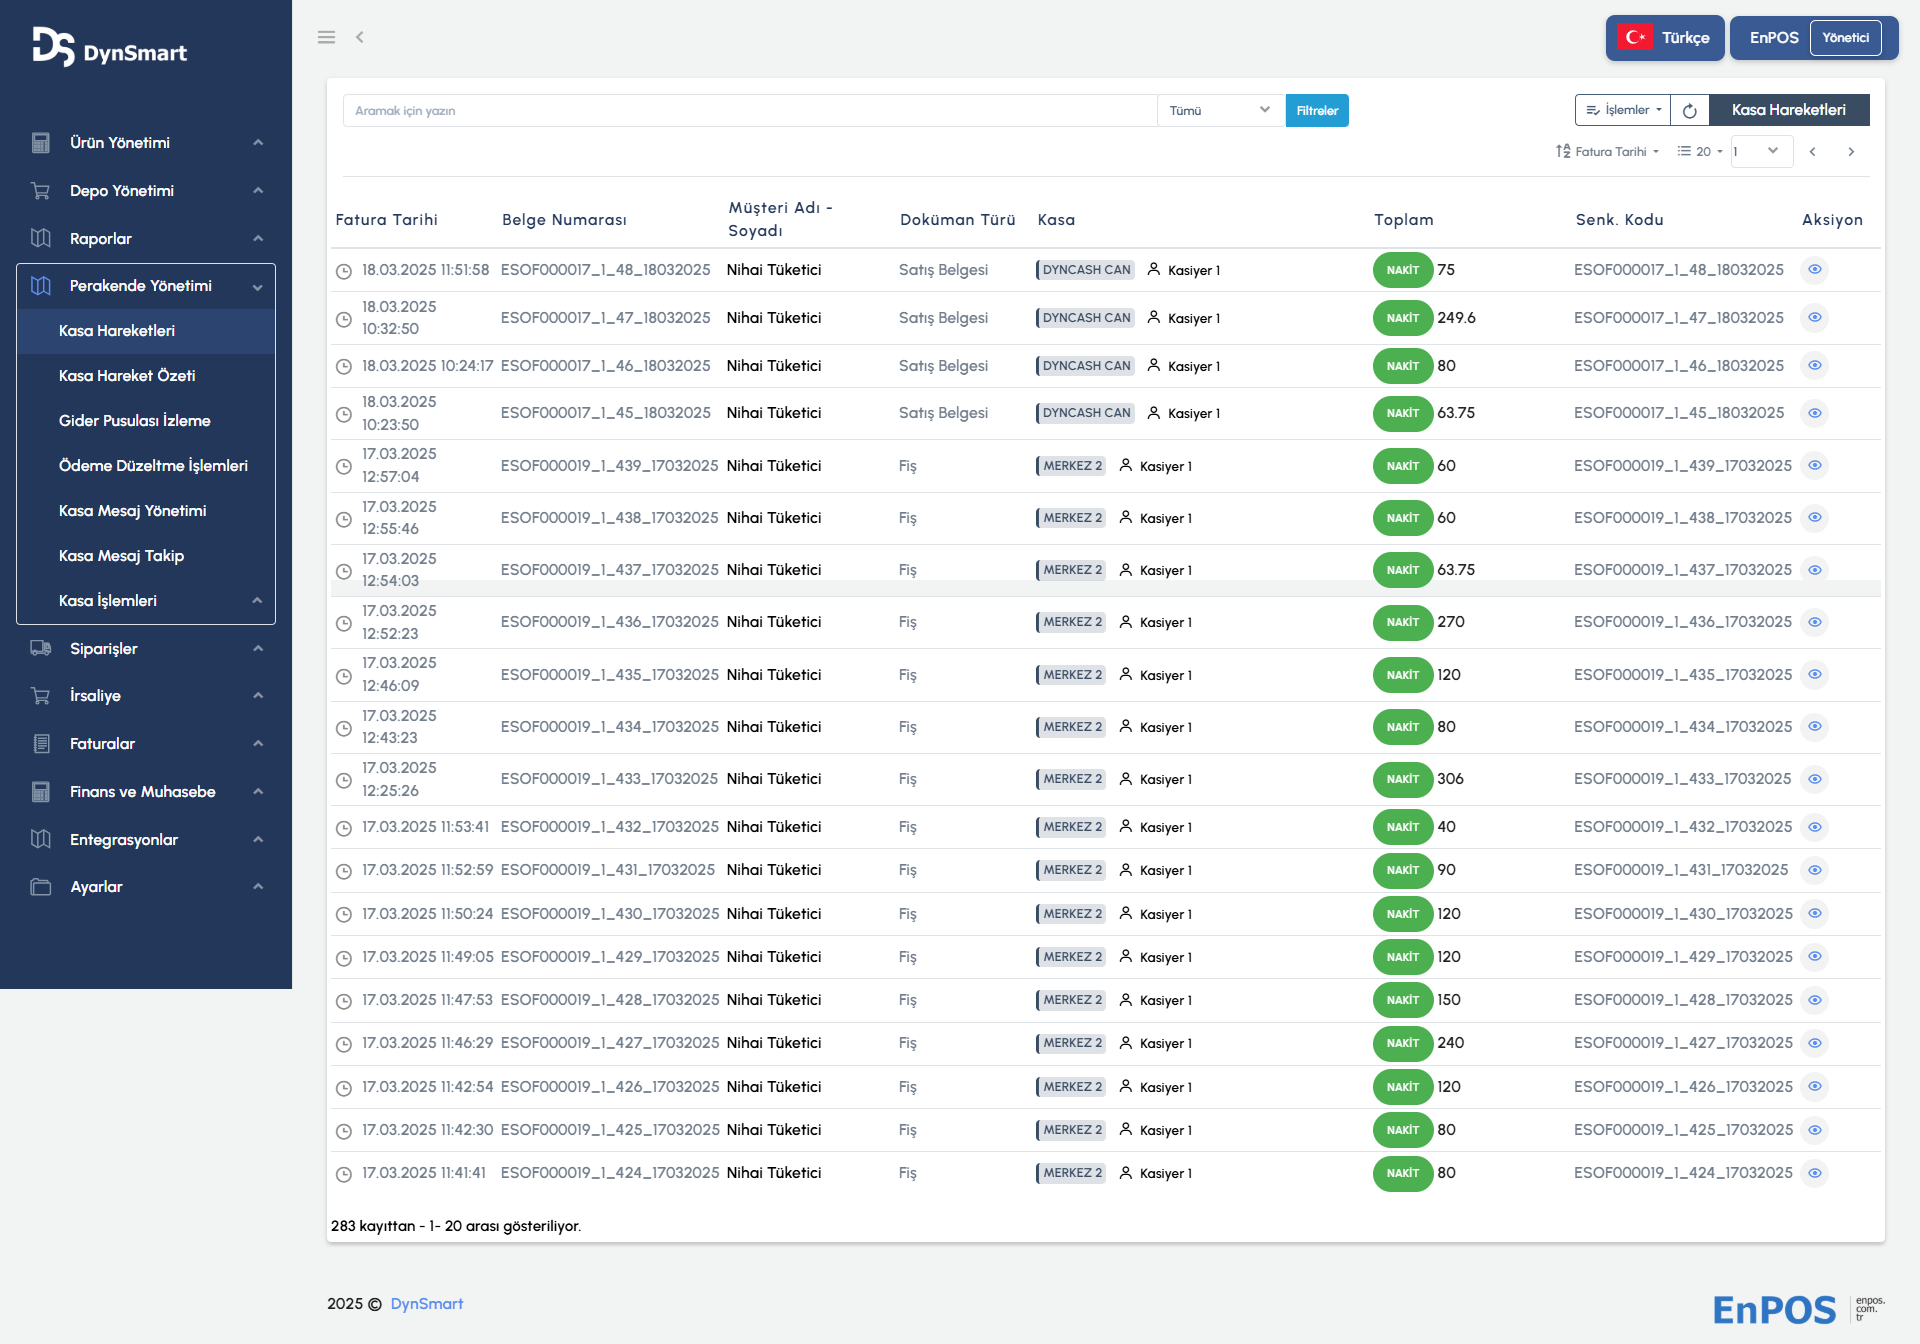 DynSmart
Türkçe
EnPOS Yönetici
Ürün Yönetimi
Depo Yönetimi
Raporlar
Perakende Yönetimi
Kasa Hareketleri
Kasa Hareket Özeti
Gider Pusulası İzleme
Ödeme Düzeltme İşlemleri
Kasa Mesaj Yönetimi
Kasa Mesaj Takip
Kasa İşlemleri
Siparişler
İrsaliye
Faturalar
Finans ve Muhasebe
Entegrasyonlar
Ayarlar
Aramak için yazın Tümü Filtreler İşlemler Kasa Hareketleri
Fatura Tarihi 20 1
Fatura Tarihi Belge Numarası Müşteri Adı - Soyadı Doküman Türü Kasa Toplam Senk. Kodu Aksiyon
18.03.2025 11:51:58 ESOF000017_1_48_18032025 Nihai Tüketici Satış Belgesi DYNCASH CAN Kasiyer 1 NAKİT 75 ESOF000017_1_48_18032025
18.03.2025 10:32:50 ESOF000017_1_47_18032025 Nihai Tüketici Satış Belgesi DYNCASH CAN Kasiyer 1 NAKİT 249.6 ESOF000017_1_47_18032025
18.03.2025 10:24:17 ESOF000017_1_46_18032025 Nihai Tüketici Satış Belgesi DYNCASH CAN Kasiyer 1 NAKİT 80 ESOF000017_1_46_18032025
18.03.2025 10:23:50 ESOF000017_1_45_18032025 Nihai Tüketici Satış Belgesi DYNCASH CAN Kasiyer 1 NAKİT 63.75 ESOF000017_1_45_18032025
17.03.2025 12:57:04 ESOF000019_1_439_17032025 Nihai Tüketici Fiş MERKEZ 2 Kasiyer 1 NAKİT 60 ESOF000019_1_439_17032025
17.03.2025 12:55:46 ESOF000019_1_438_17032025 Nihai Tüketici Fiş MERKEZ 2 Kasiyer 1 NAKİT 60 ESOF000019_1_438_17032025
17.03.2025 12:54:03 ESOF000019_1_437_17032025 Nihai Tüketici Fiş MERKEZ 2 Kasiyer 1 NAKİT 63.75 ESOF000019_1_437_17032025
17.03.2025 12:52:23 ESOF000019_1_436_17032025 Nihai Tüketici Fiş MERKEZ 2 Kasiyer 1 NAKİT 270 ESOF000019_1_436_17032025
17.03.2025 12:46:09 ESOF000019_1_435_17032025 Nihai Tüketici Fiş MERKEZ 2 Kasiyer 1 NAKİT 120 ESOF000019_1_435_17032025
17.03.2025 12:43:23 ESOF000019_1_434_17032025 Nihai Tüketici Fiş MERKEZ 2 Kasiyer 1 NAKİT 80 ESOF000019_1_434_17032025
17.03.2025 12:25:26 ESOF000019_1_433_17032025 Nihai Tüketici Fiş MERKEZ 2 Kasiyer 1 NAKİT 306 ESOF000019_1_433_17032025
17.03.2025 11:53:41 ESOF000019_1_432_17032025 Nihai Tüketici Fiş MERKEZ 2 Kasiyer 1 NAKİT 40 ESOF000019_1_432_17032025
17.03.2025 11:52:59 ESOF000019_1_431_17032025 Nihai Tüketici Fiş MERKEZ 2 Kasiyer 1 NAKİT 90 ESOF000019_1_431_17032025
17.03.2025 11:50:24 ESOF000019_1_430_17032025 Nihai Tüketici Fiş MERKEZ 2 Kasiyer 1 NAKİT 120 ESOF000019_1_430_17032025
17.03.2025 11:49:05 ESOF000019_1_429_17032025 Nihai Tüketici Fiş MERKEZ 2 Kasiyer 1 NAKİT 120 ESOF000019_1_429_17032025
17.03.2025 11:47:53 ESOF000019_1_428_17032025 Nihai Tüketici Fiş MERKEZ 2 Kasiyer 1 NAKİT 150 ESOF000019_1_428_17032025
17.03.2025 11:46:29 ESOF000019_1_427_17032025 Nihai Tüketici Fiş MERKEZ 2 Kasiyer 1 NAKİT 240 ESOF000019_1_427_17032025
17.03.2025 11:42:54 ESOF000019_1_426_17032025 Nihai Tüketici Fiş MERKEZ 2 Kasiyer 1 NAKİT 120 ESOF000019_1_426_17032025
17.03.2025 11:42:30 ESOF000019_1_425_17032025 Nihai Tüketici Fiş MERKEZ 2 Kasiyer 1 NAKİT 80 ESOF000019_1_425_17032025
17.03.2025 11:41:41 ESOF000019_1_424_17032025 Nihai Tüketici Fiş MERKEZ 2 Kasiyer 1 NAKİT 80 ESOF000019_1_424_17032025
283 kayıttan - 1- 20 arası gösteriliyor.
2025 © DynSmart
EnPOS enpos.
com.
tr